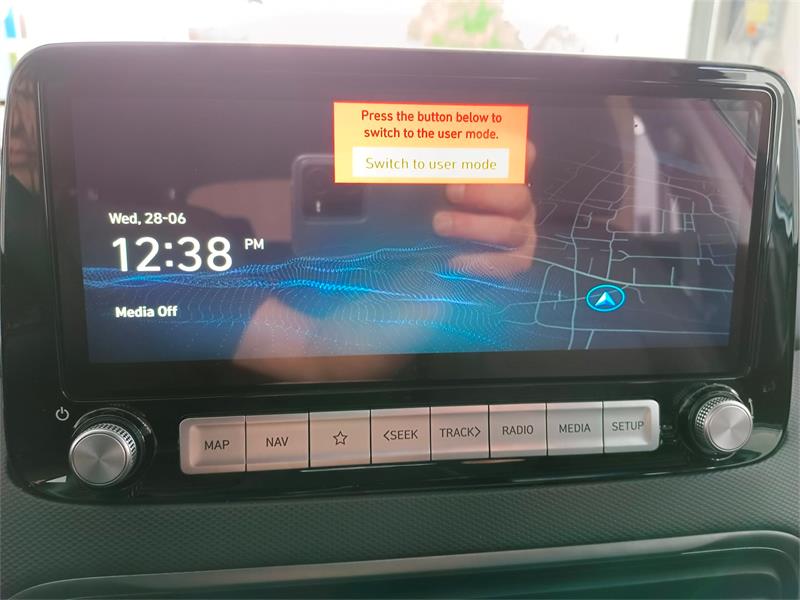 Press the button below to
switch to the user mode.
Switch to user mode
Wed, 28-06
12:38 PM
Media Off
MAP
NAV
<SEEK
TRACK>
RADIO
MEDIA
SETUP